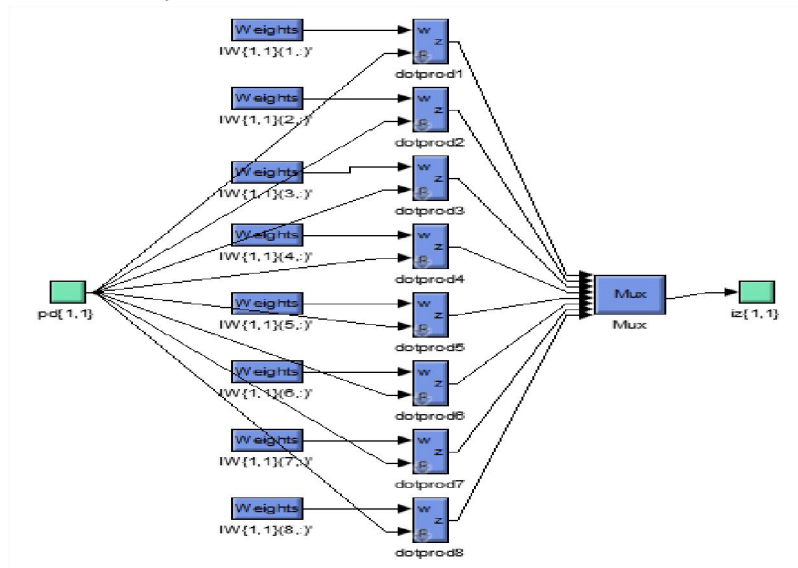 Weights
W
z
p
IW{1,1}(1,:)'
dotprod1
Weights
W
z
p
IW{1,1}(2,:)'
dotprod2
Weights
W
z
p
IW{1,1}(3,:)'
dotprod3
Weights
W
z
p
IW{1,1}(4,:)'
dotprod4
pd{1,1}
Weights
W
z
p
IW{1,1}(5,:)'
dotprod5
Mux
Mux
iz{1,1}
Weights
W
z
p
IW{1,1}(6,:)'
dotprod6
Weights
W
z
p
IW{1,1}(7,:)'
dotprod7
Weights
W
z
p
IW{1,1}(8,:)'
dotprod8